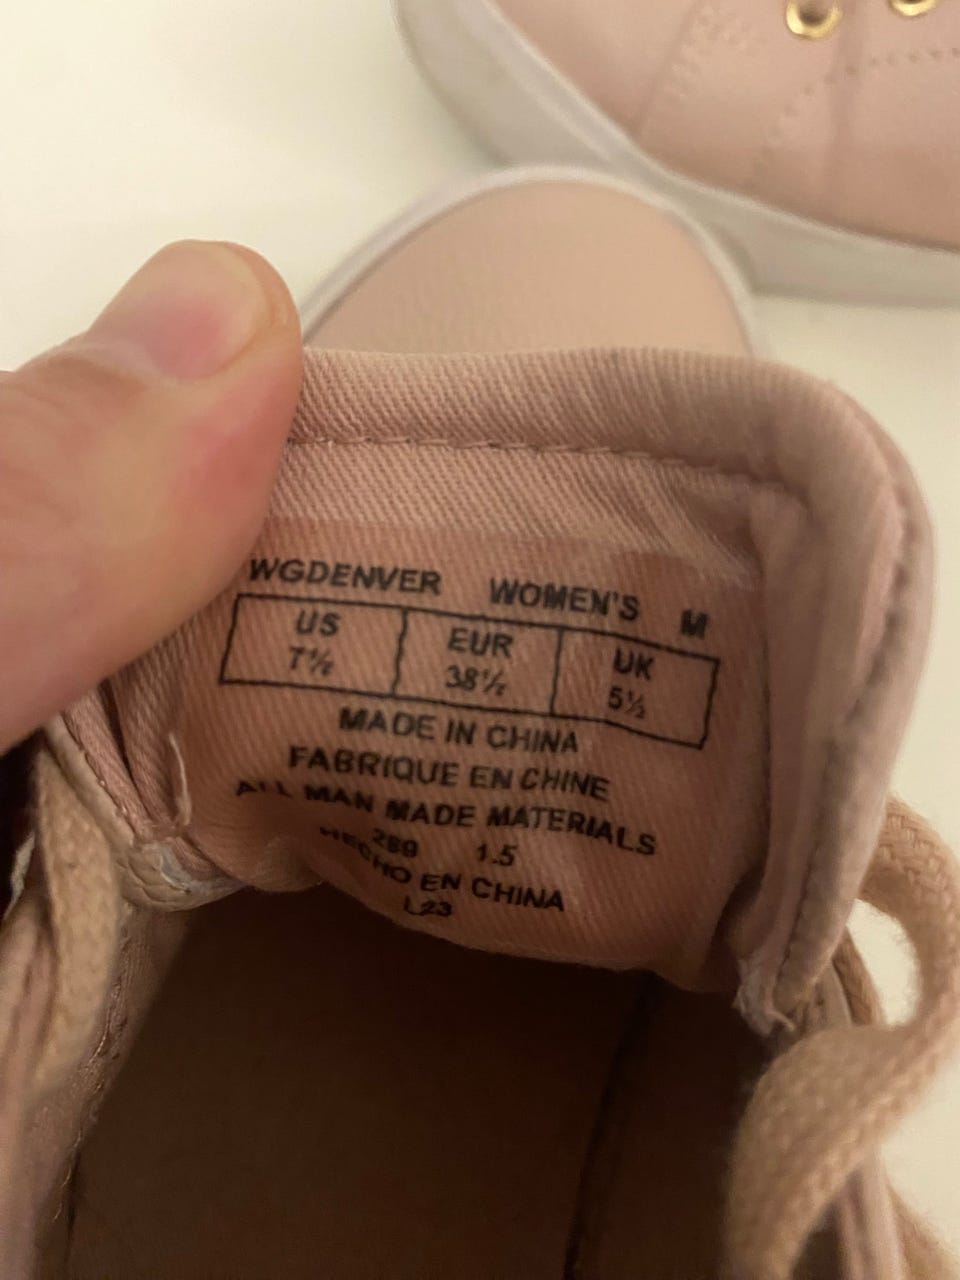 WGDENVER WOMEN'S M
US EUR UK
7½ 38½ 5½
MADE IN CHINA
FABRIQUE EN CHINE
ALL MAN MADE MATERIALS
289 1.5
HECHO EN CHINA
L23